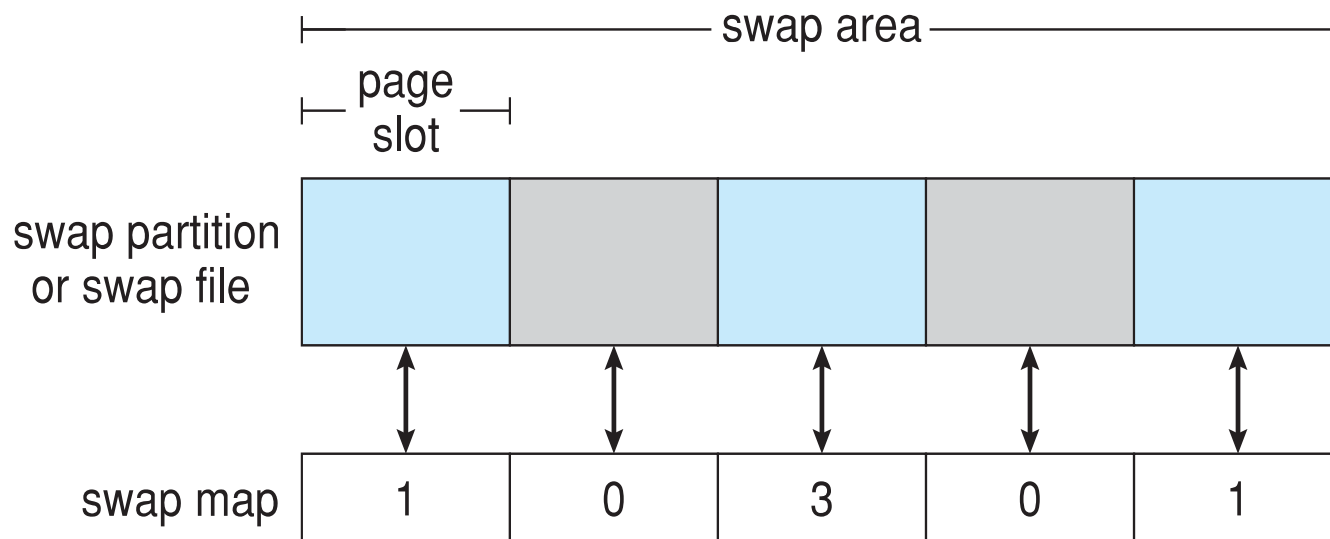 swap area
page
slot
swap partition
or swap file
swap map 1 0 3 0 1